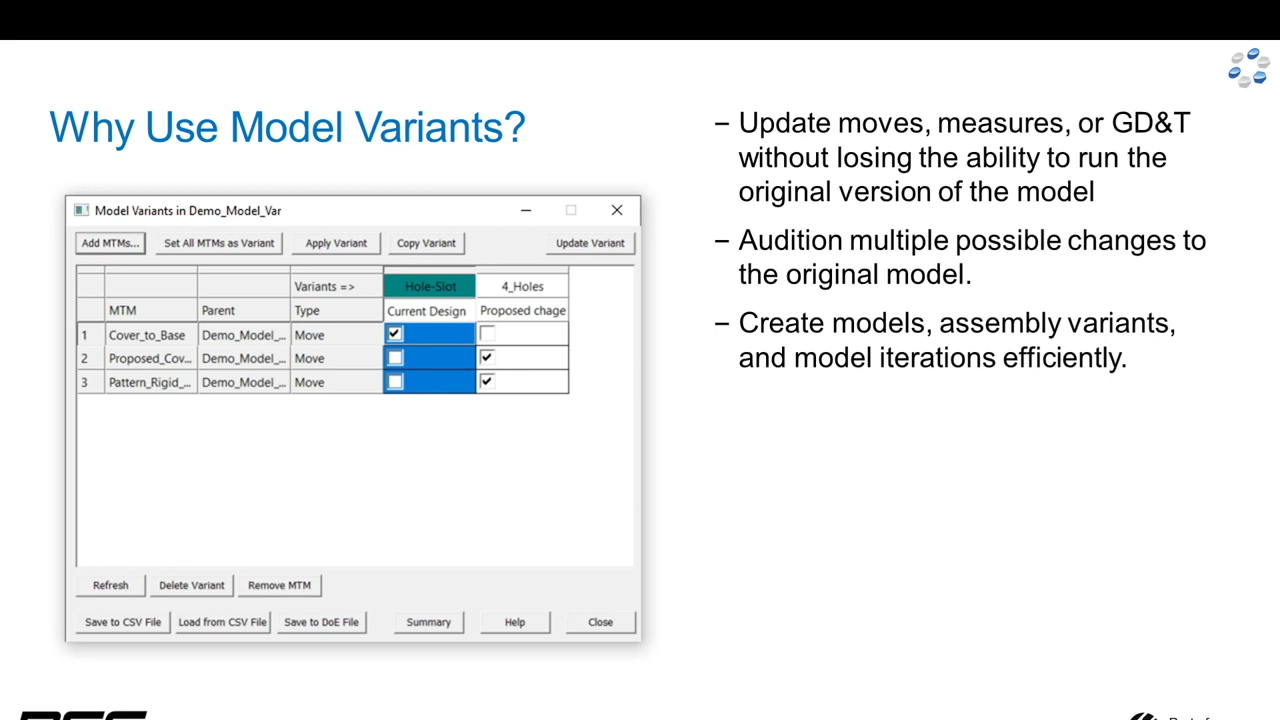 Why Use Model Variants?
Model Variants in Demo_Model_Var
Add MTMs... Set All MTMs as Variant Apply Variant Copy Variant Update Variant
Variants => Hole-Slot 4_Holes
MTM Parent Type Current Design Proposed chage
1 Cover_to_Base Demo_Model_... Move
2 Proposed_Cov... Demo_Model_... Move
3 Pattern_Rigid_... Demo_Model_... Move
Refresh Delete Variant Remove MTM
Save to CSV File Load from CSV File Save to DoE File Summary Help Close
– Update moves, measures, or GD&T
without losing the ability to run the
original version of the model
– Audition multiple possible changes to
the original model.
– Create models, assembly variants,
and model iterations efficiently.